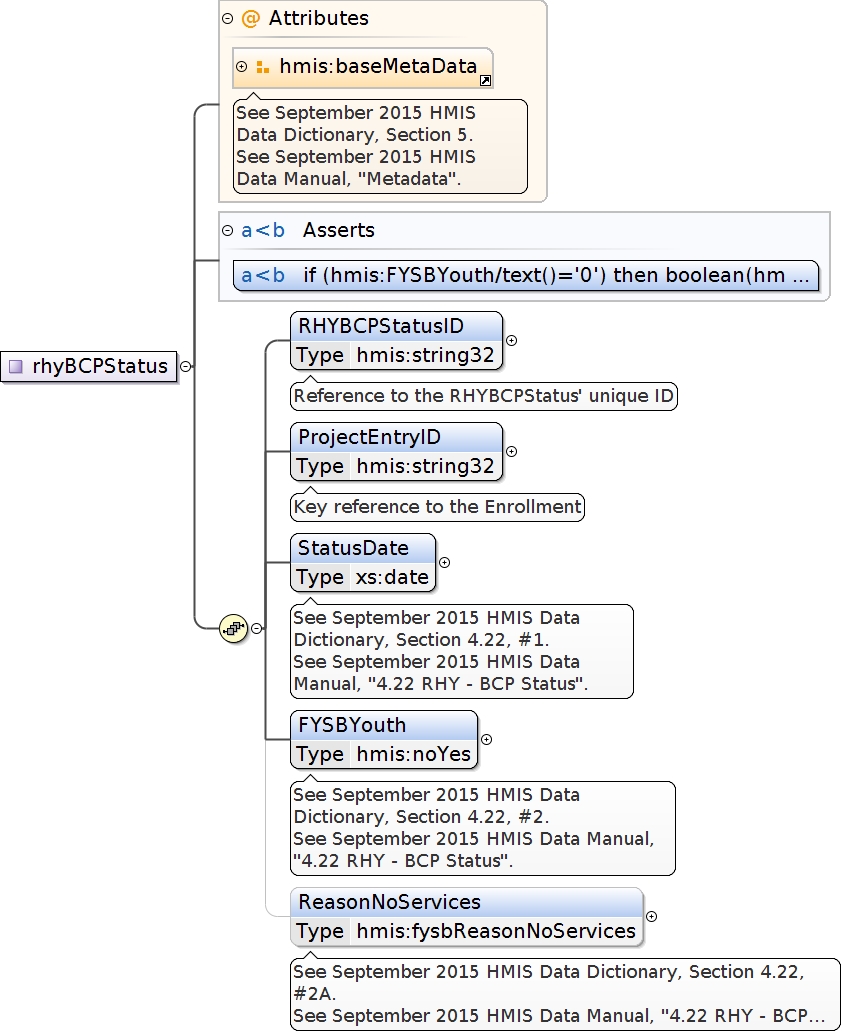 @ Attributes
hmis:baseMetaData
See September 2015 HMIS
Data Dictionary, Section 5.
See September 2015 HMIS
Data Manual, "Metadata".
a<b Asserts
a<b if (hmis:FYSBYouth/text()='0') then boolean(hm ...
rhyBCPStatus
RHYBCPStatusID
Type hmis:string32
Reference to the RHYBCPStatus' unique ID
ProjectEntryID
Type hmis:string32
Key reference to the Enrollment
StatusDate
Type xs:date
See September 2015 HMIS Data
Dictionary, Section 4.22, #1.
See September 2015 HMIS Data
Manual, "4.22 RHY - BCP Status".
FYSBYouth
Type hmis:noYes
See September 2015 HMIS Data
Dictionary, Section 4.22, #2.
See September 2015 HMIS Data Manual,
"4.22 RHY - BCP Status".
ReasonNoServices
Type hmis:fysbReasonNoServices
See September 2015 HMIS Data Dictionary, Section 4.22,
#2A.
See September 2015 HMIS Data Manual, "4.22 RHY - BCP...